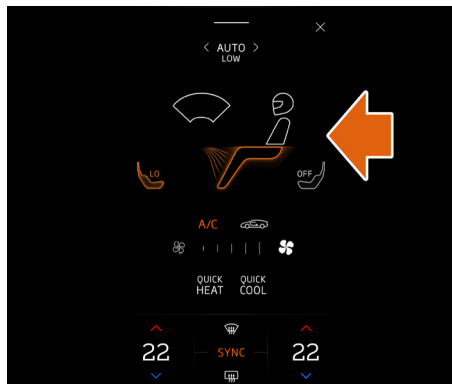 AUTO
LOW
LO
OFF
A/C
QUICK HEAT
QUICK COOL
22
SYNC
22